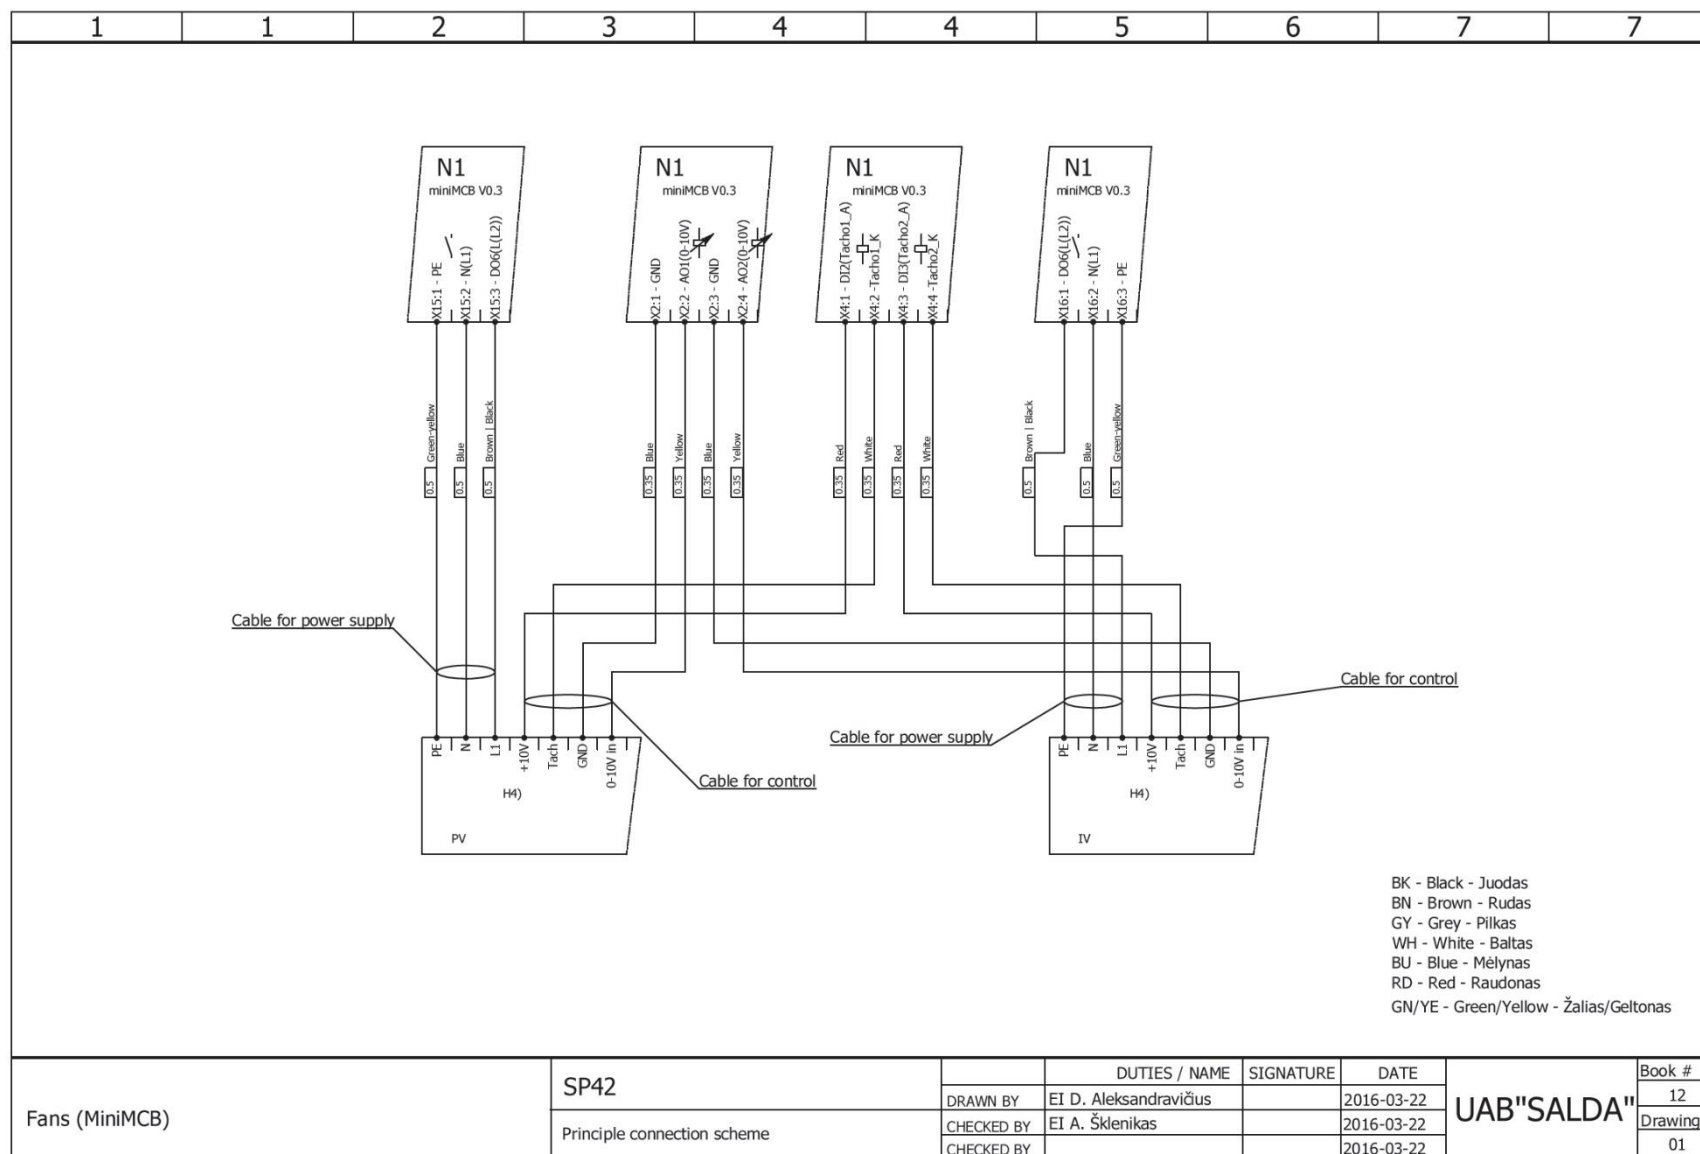 1 1 2 3 4 4 5 6 7 7
N1
miniMCB V0.3
X15:1 - PE
X15:2 - N(L1)
X15:3 - DO6(L(L2))
N1
miniMCB V0.3
X2:1 - GND
X2:2 - AO1(0-10V)
X2:3 - GND
X2:4 - AO2(0-10V)
N1
miniMCB V0.3
X4:1 - DI2(Tacho1_A)
X4:2 -Tacho1_K
X4:3 - DI3(Tacho2_A)
X4:4 -Tacho2_K
N1
miniMCB V0.3
X16:1 - DO6(L(L2))
X16:2 - N(L1)
X16:3 - PE
0.5 Green-yellow
0.5 Blue
0.5 Brown | Black
0.35 Blue
0.35 Yellow
0.35 Blue
0.35 Yellow
0.35 Red
0.35 White
0.35 Red
0.35 White
0.5 Brown | Black
0.5 Blue
0.5 Green-yellow
Cable for power supply
Cable for control
Cable for power supply
Cable for control
PE
N
L1
+10V
Tach
GND
0-10V in
H4)
PV
PE
N
L1
+10V
Tach
GND
0-10V in
H4)
IV
BK - Black - Juodas
BN - Brown - Rudas
GY - Grey - Pilkas
WH - White - Baltas
BU - Blue - Mėlynas
RD - Red - Raudonas
GN/YE - Green/Yellow - Žalias/Geltonas
Fans (MiniMCB)
SP42
Principle connection scheme
DUTIES / NAME SIGNATURE DATE
DRAWN BY EI D. Aleksandravičius 2016-03-22
CHECKED BY EI A. Šklenikas 2016-03-22
CHECKED BY 2016-03-22
UAB"SALDA"
Book #
12
Drawing
01